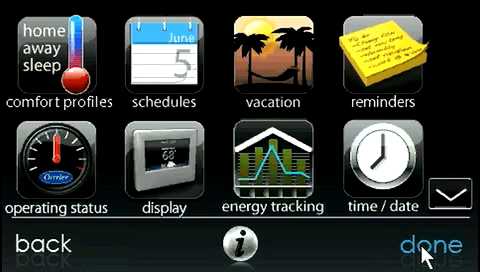 home
away
sleep
June
5
comfort profiles
schedules
vacation
reminders
Carrier
68°
operating status
display
energy tracking
time / date
back
i
done